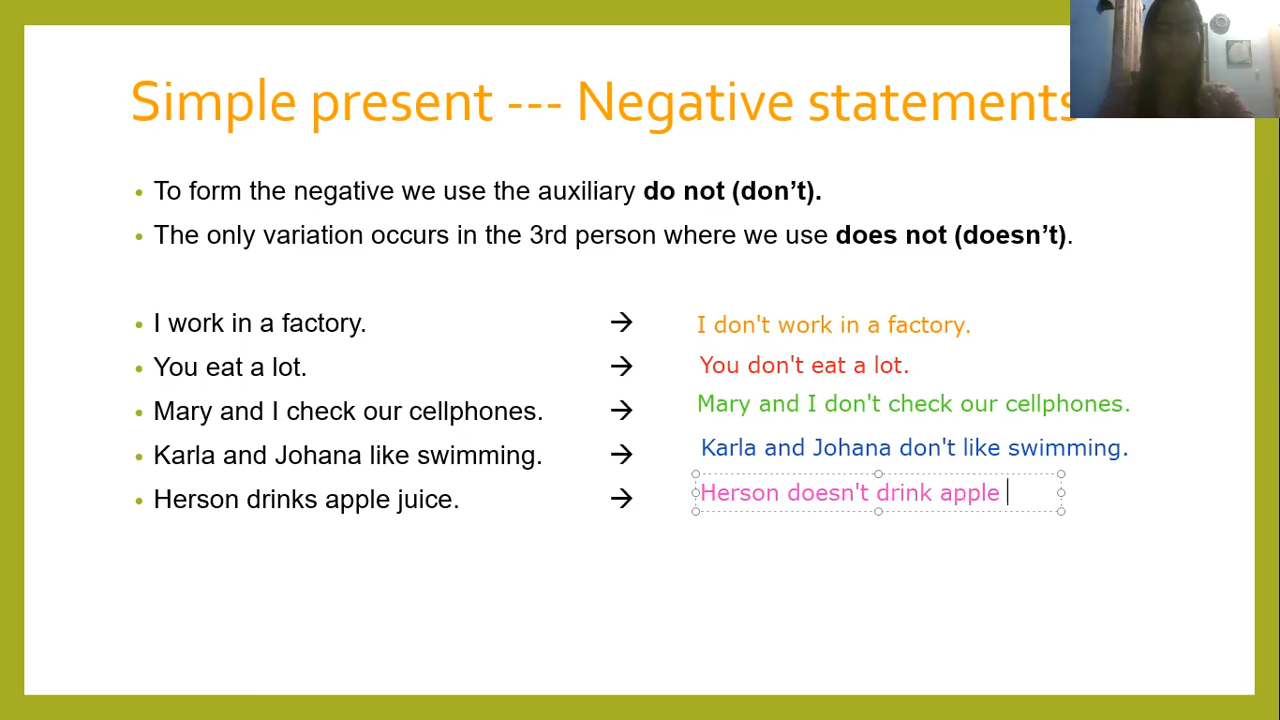 Simple present --- Negative statements
• To form the negative we use the auxiliary do not (don’t).
• The only variation occurs in the 3rd person where we use does not (doesn’t).
• I work in a factory. → I don't work in a factory.
• You eat a lot. → You don't eat a lot.
• Mary and I check our cellphones. → Mary and I don't check our cellphones.
• Karla and Johana like swimming. → Karla and Johana don't like swimming.
• Herson drinks apple juice. → Herson doesn't drink apple